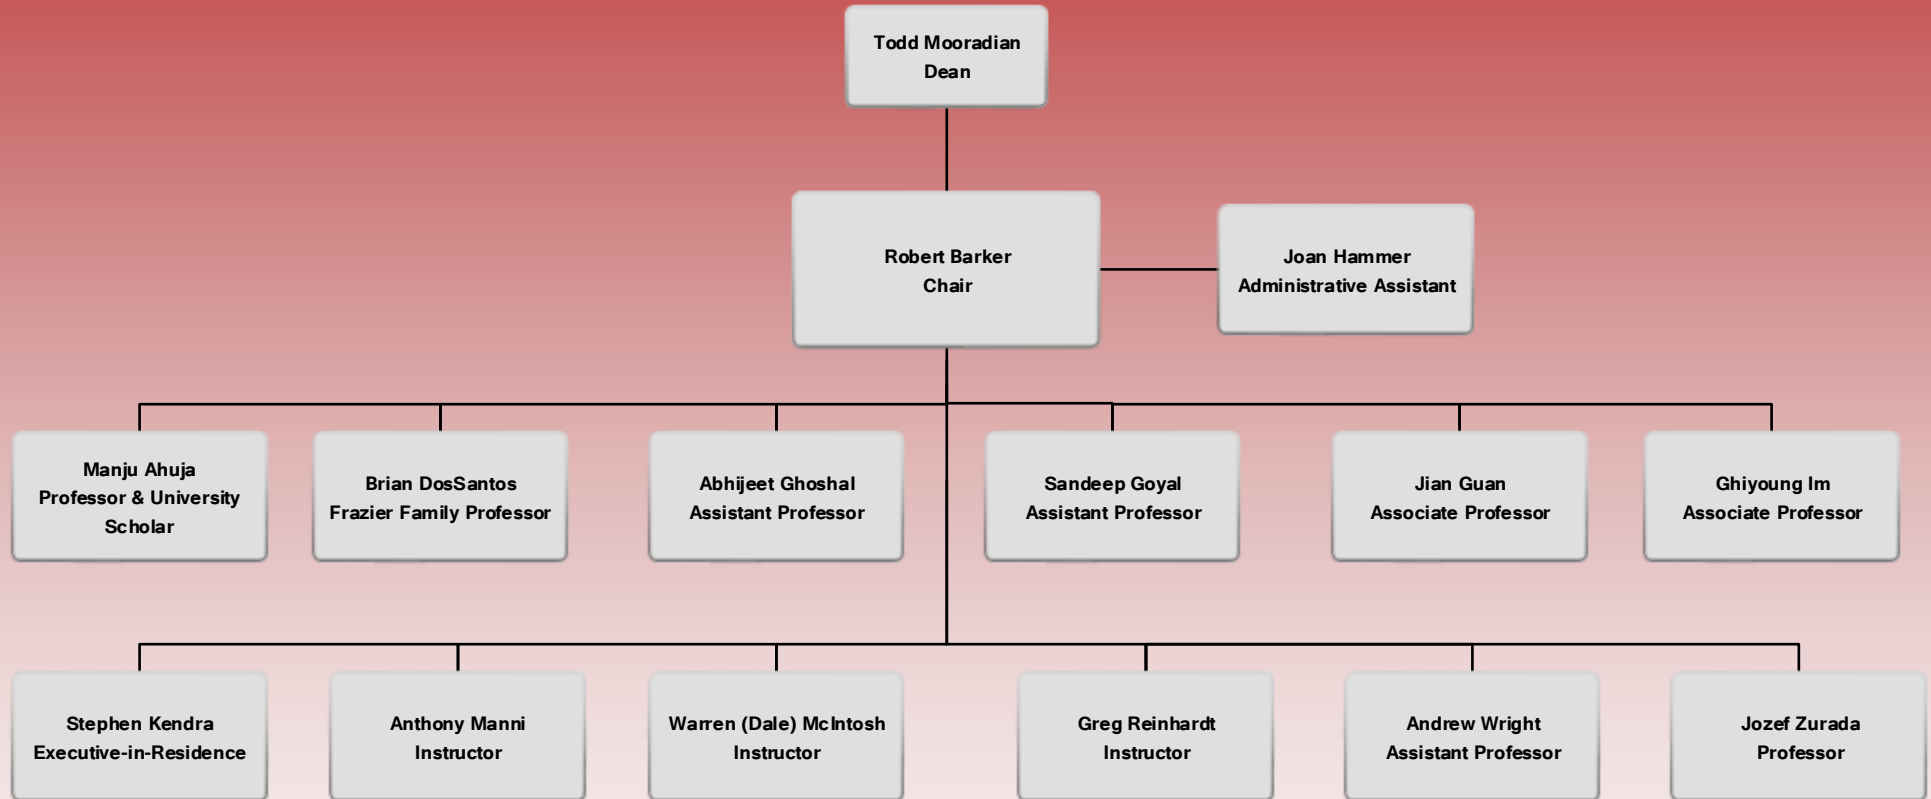 Todd Mooradian
Dean
Robert Barker
Chair
Joan Hammer
Administrative Assistant
Manju Ahuja
Professor & University
Scholar
Brian DosSantos
Frazier Family Professor
Abhijeet Ghoshal
Assistant Professor
Sandeep Goyal
Assistant Professor
Jian Guan
Associate Professor
Ghiyoung Im
Associate Professor
Stephen Kendra
Executive-in-Residence
Anthony Manni
Instructor
Warren (Dale) McIntosh
Instructor
Greg Reinhardt
Instructor
Andrew Wright
Assistant Professor
Jozef Zurada
Professor